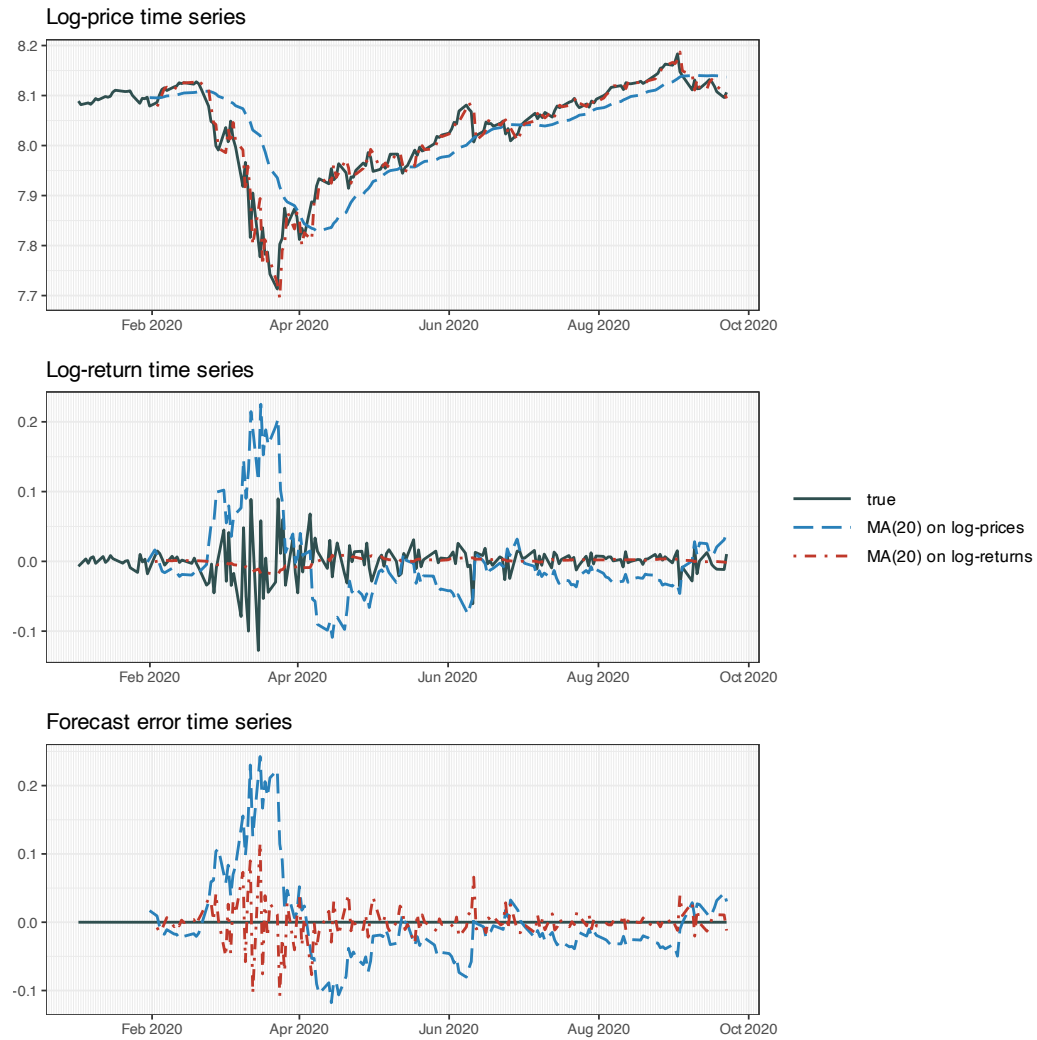 Log-price time series
8.2
8.1
8.0
7.9
7.8
7.7
Feb 2020 Apr 2020 Jun 2020 Aug 2020 Oct 2020
Log-return time series
0.2
0.1
0.0
-0.1
Feb 2020 Apr 2020 Jun 2020 Aug 2020 Oct 2020
true
MA(20) on log-prices
MA(20) on log-returns
Forecast error time series
0.2
0.1
0.0
-0.1
Feb 2020 Apr 2020 Jun 2020 Aug 2020 Oct 2020